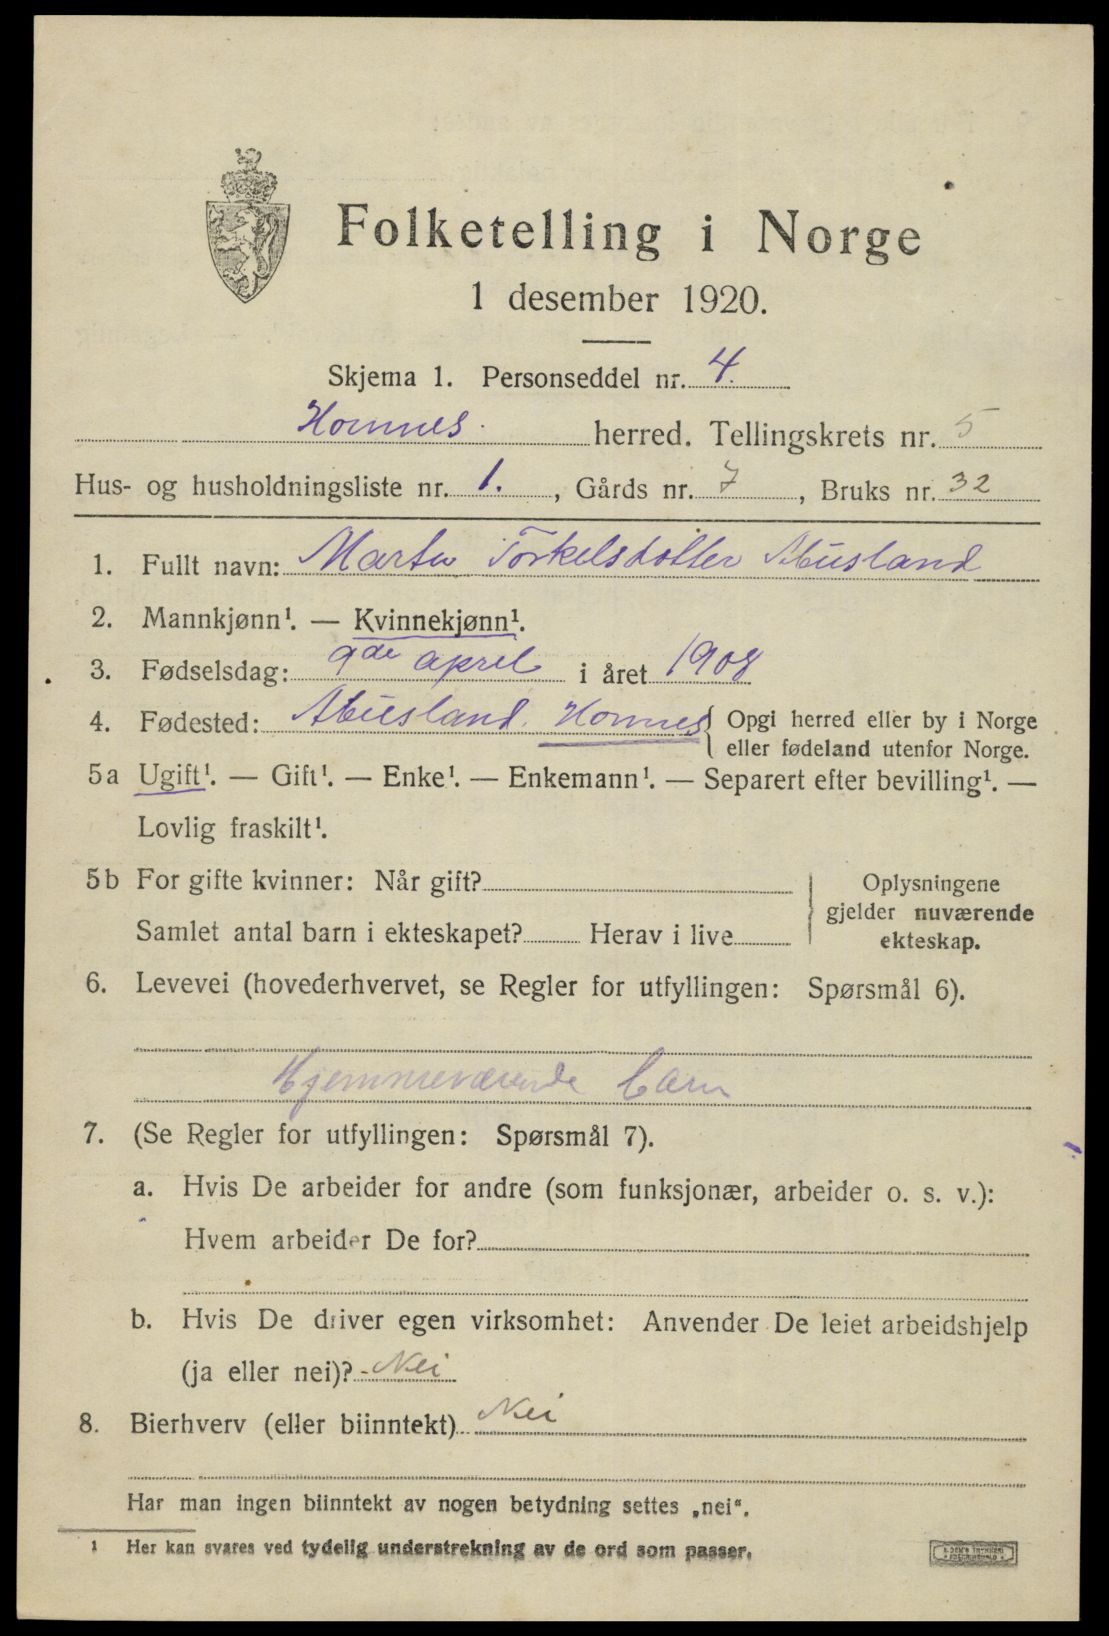 Folketelling i Norge
1 desember 1920.
Skjema 1. Personseddel nr. 4.
Homnes herred. Tellingskrets nr. 5
Hus- og husholdningsliste nr. 1., Gårds nr. 7, Bruks nr. 32
1. Fullt navn: Marta Torkelsdotter Abusland
2. Mannkjønn¹. — Kvinnekjønn¹.
3. Fødselsdag: 9de april i året 1908
4. Fødested: Abusland. Homnes { Opgi herred eller by i Norge
eller fødeland utenfor Norge.
5a Ugift¹. — Gift¹. — Enke¹. — Enkemann¹. — Separert efter bevilling¹. —
Lovlig fraskilt¹.
5b For gifte kvinner: Når gift?
Samlet antal barn i ekteskapet? Herav i live
} Oplysningene
gjelder nuværende
ekteskap.
6. Levevei (hovederhvervet, se Regler for utfyllingen: Spørsmål 6).
Hjemmeværende barn
7. (Se Regler for utfyllingen: Spørsmål 7).
a. Hvis De arbeider for andre (som funksjonær, arbeider o. s. v.):
Hvem arbeider De for?
b. Hvis De driver egen virksomhet: Anvender De leiet arbeidshjelp
(ja eller nei)? - Nei
8. Bierhverv (eller biinntekt) Nei
Har man ingen biinntekt av nogen betydning settes „nei“.
¹ Her kan svares ved tydelig understrekning av de ord som passer.